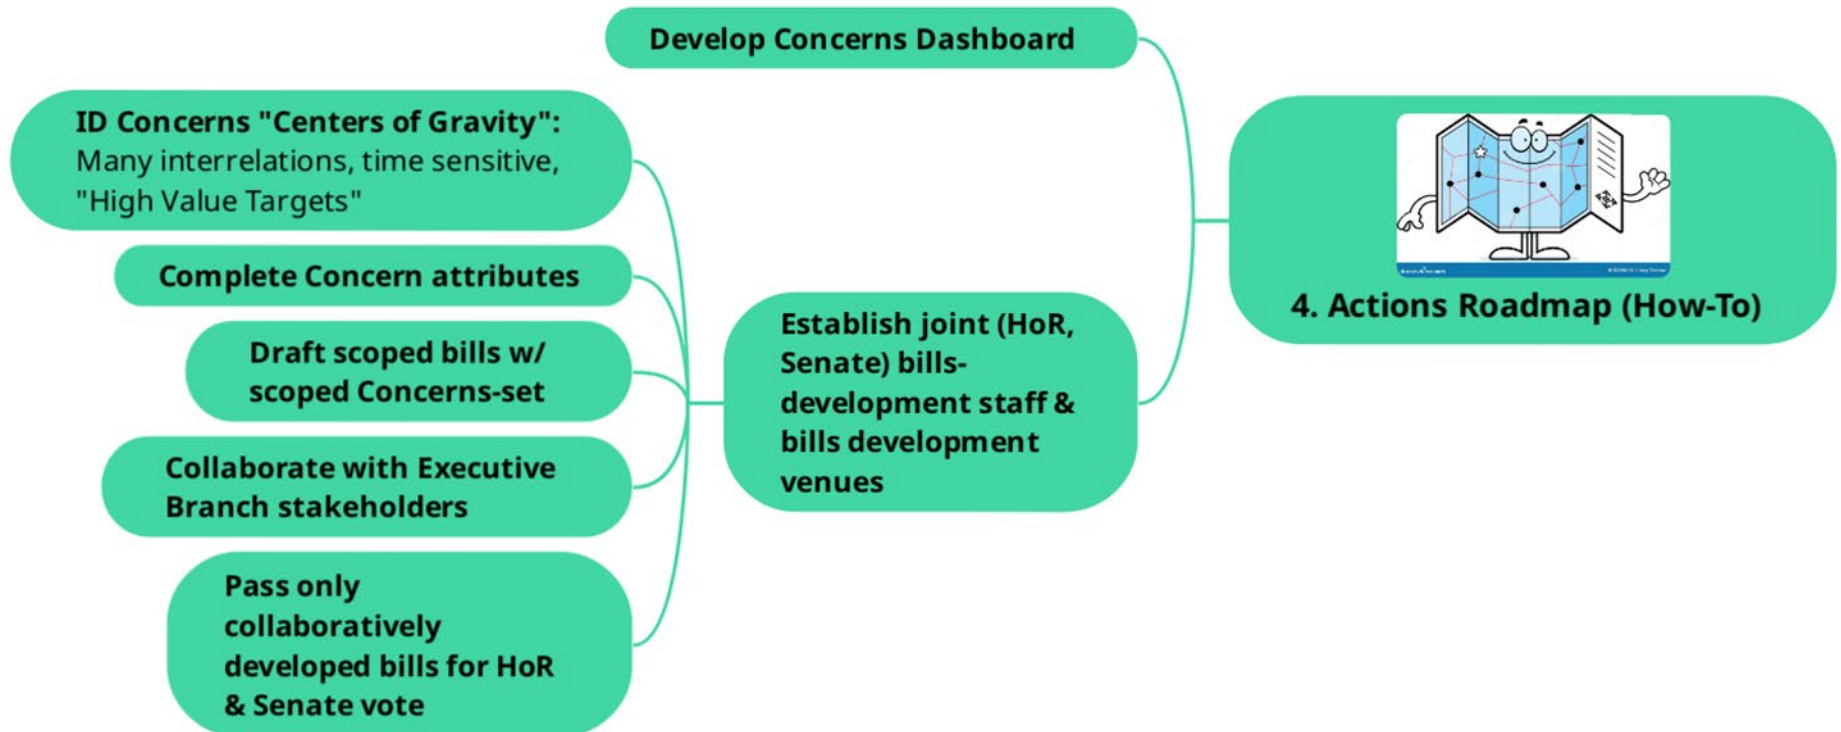 Develop Concerns Dashboard
ID Concerns "Centers of Gravity":
Many interrelations, time sensitive,
"High Value Targets"
Complete Concern attributes
Draft scoped bills w/
scoped Concerns-set
Collaborate with Executive
Branch stakeholders
Pass only
collaboratively
developed bills for HoR
& Senate vote
Establish joint (HoR,
Senate) bills-
development staff &
bills development
venues
4. Actions Roadmap (How-To)